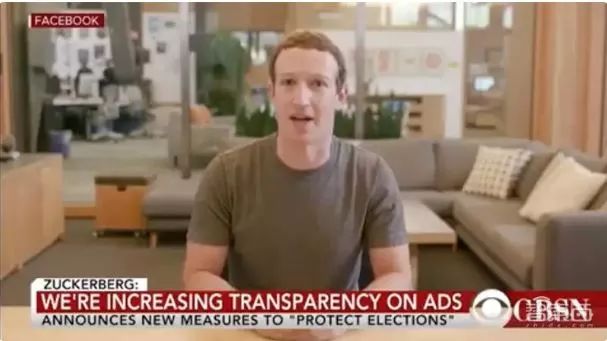 FACEBOOK
ZUCKERBERG:
WE'RE INCREASING TRANSPARENCY ON ADS
ANNOUNCES NEW MEASURES TO "PROTECT ELECTIONS"
CBSN